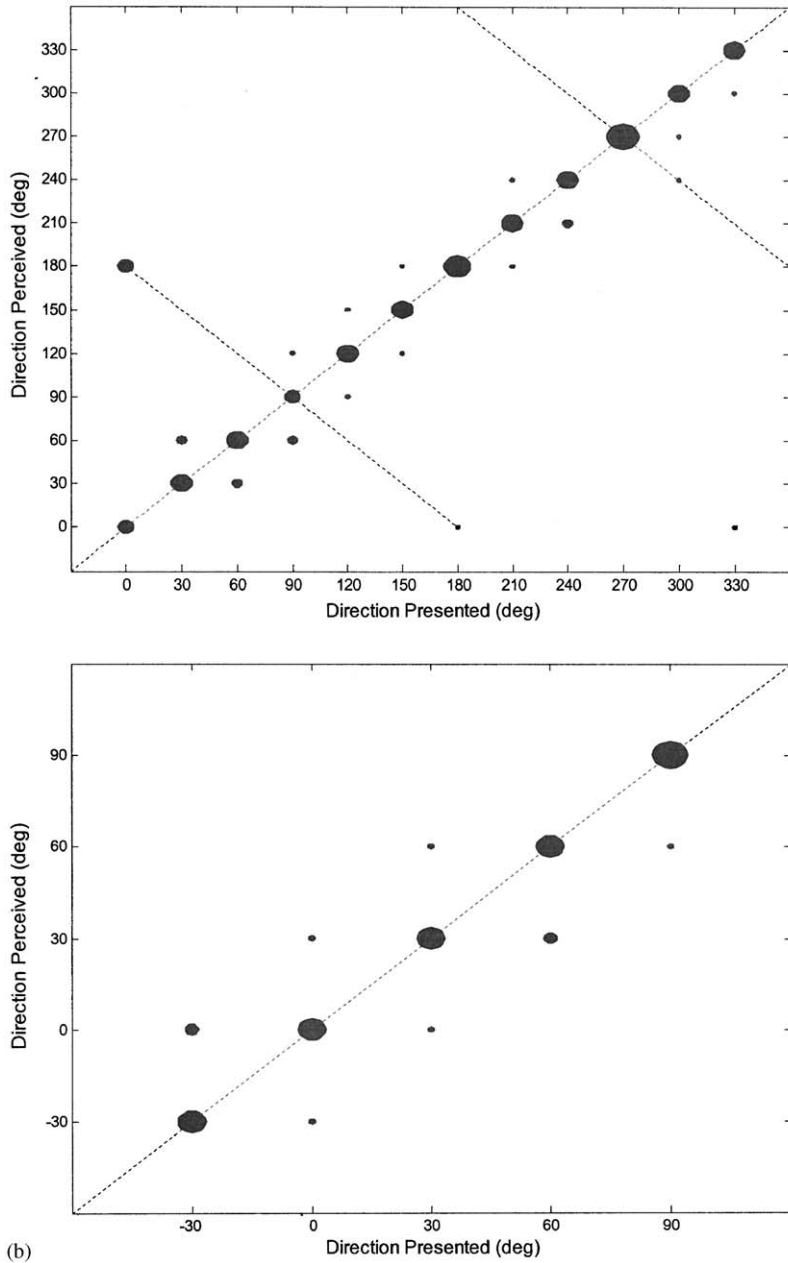 330
300
270
240
210
180
150
120
90
60
30
0
Direction Perceived (deg)
0 30 60 90 120 150 180 210 240 270 300 330
Direction Presented (deg)
90
60
30
0
-30
Direction Perceived (deg)
-30 0 30 60 90
Direction Presented (deg)
(b)